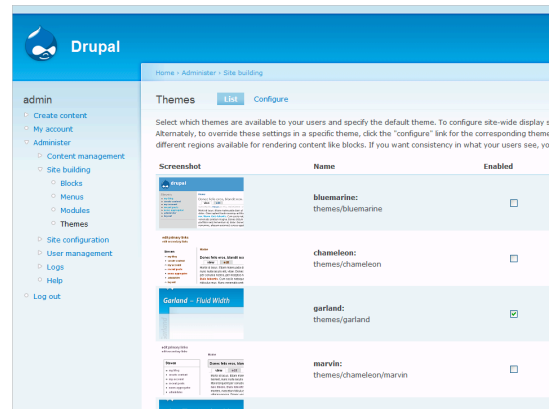 Drupal
Home › Administer › Site building
admin
Create content
My account
Administer
Content management
Site building
Blocks
Menus
Modules
Themes
Site configuration
User management
Logs
Help
Log out
Themes
List
Configure
Select which themes are available to your users and specify the default theme. To configure site-wide display s
Alternately, to override these settings in a specific theme, click the "configure" link for the corresponding theme
different regions available for rendering content like blocks. If you want consistency in what your users see, yo
Screenshot Name Enabled
drupal
bluemarine:
themes/bluemarine
chameleon:
themes/chameleon
Garland - Fluid Width
garland:
themes/garland
marvin:
themes/chameleon/marvin